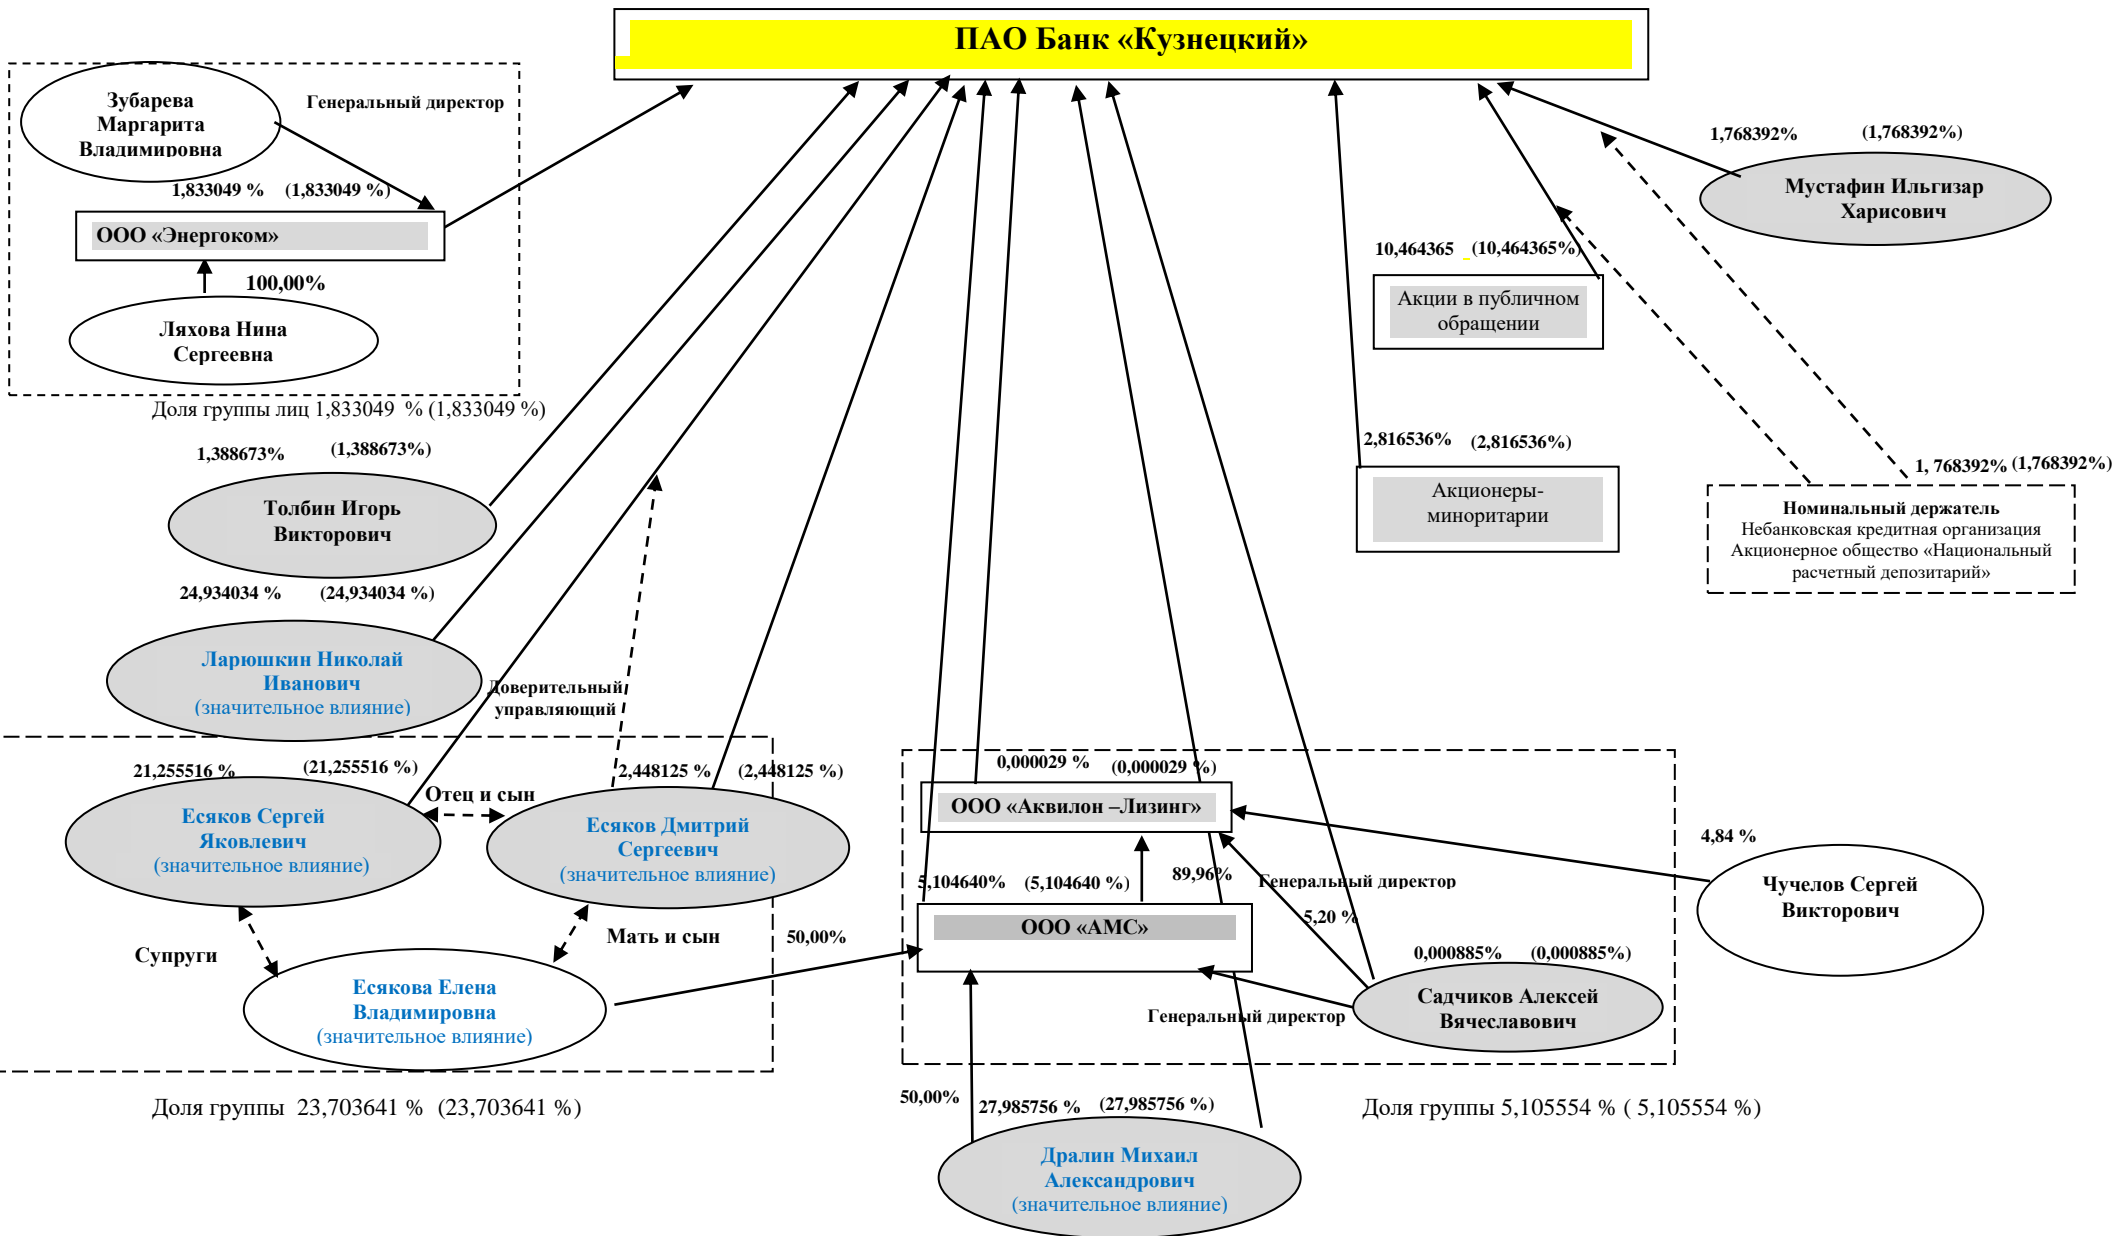 ПАО Банк «Кузнецкий»
Зубарева
Маргарита
Владимировна
Генеральный директор
1,833049 % (1,833049 %)
ООО «Энергоком»
100,00%
Ляхова Нина
Сергеевна
Доля группы лиц 1,833049 % (1,833049 %)
1,768392% (1,768392%)
Мустафин Ильгизар
Харисович
10,464365 _ (10,464365%)
Акции в публичном
обращении
2,816536% (2,816536%)
Акционеры-
миноритарии
1, 768392% (1,768392%)
Номинальный держатель
Небанковская кредитная организация
Акционерное общество «Национальный
расчетный депозитарий»
1,388673% (1,388673%)
Толбин Игорь
Викторович
24,934034 % (24,934034 %)
Ларюшкин Николай
Иванович
(значительное влияние)
Доверительный
управляющий
21,255516 % (21,255516 %)
Есяков Сергей
Яковлевич
(значительное влияние)
Отец и сын
2,448125 % (2,448125 %)
Есяков Дмитрий
Сергеевич
(значительное влияние)
Супруги
Мать и сын
Есякова Елена
Владимировна
(значительное влияние)
50,00%
Доля группы 23,703641 % (23,703641 %)
0,000029 % (0,000029 %)
ООО «Аквилон –Лизинг»
5,104640% (5,104640 %)
89,96%
Генеральный директор
5,20 %
ООО «АМС»
4,84 %
Чучелов Сергей
Викторович
0,000885% (0,000885%)
Садчиков Алексей
Вячеславович
Генеральный директор
50,00%
27,985756 % (27,985756 %)
Дралин Михаил
Александрович
(значительное влияние)
Доля группы 5,105554 % ( 5,105554 %)